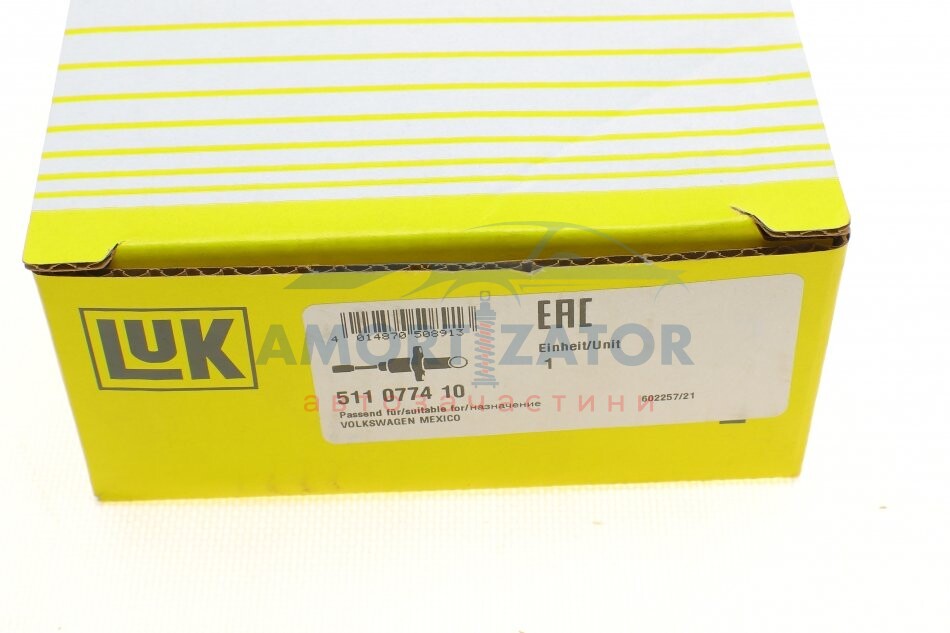 LUK
EAC
4 014870 508913
AMORTIZATOR
автозапчастини
Einheit/Unit
1
511 0774 10
602257/21
Passend für/suitable for/назначение
VOLKSWAGEN MEXICO